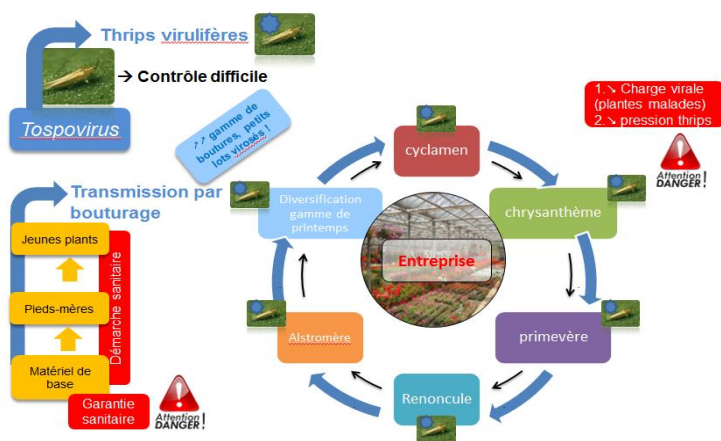 Thrips virulifères
→ Contrôle difficile
Tospovirus
↗↗ gamme de
boutures, petits
lots virosés !
1.↘ Charge virale
(plantes malades)
2.↘ pression thrips
Attention
DANGER !
Transmission par
bouturage
Jeunes plants
Pieds-mères
Matériel de
base
Démarche sanitaire
Garantie
sanitaire
Attention
DANGER !
cyclamen
chrysanthème
primevère
Renoncule
Alstromère
Diversification
gamme de
printemps
Entreprise